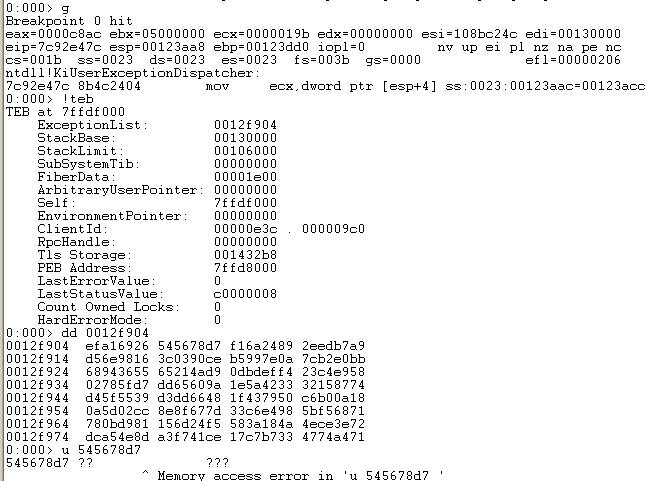 0:000> g
Breakpoint 0 hit
eax=0000c8ac ebx=05000000 ecx=0000019b edx=00000000 esi=108bc24c edi=00130000
eip=7c92e47c esp=00123aa8 ebp=00123dd0 iopl=0 nv up ei pl nz na pe nc
cs=001b ss=0023 ds=0023 es=0023 fs=003b gs=0000 efl=00000206
ntdll!KiUserExceptionDispatcher:
7c92e47c 8b4c2404 mov ecx,dword ptr [esp+4] ss:0023:00123aac=00123acc
0:000> !teb
TEB at 7ffdf000
ExceptionList: 0012f904
StackBase: 00130000
StackLimit: 00106000
SubSystemTib: 00000000
FiberData: 00001e00
ArbitraryUserPointer: 00000000
Self: 7ffdf000
EnvironmentPointer: 00000000
ClientId: 00000e3c . 000009c0
RpcHandle: 00000000
Tls Storage: 001432b8
PEB Address: 7ffd8000
LastErrorValue: 0
LastStatusValue: c0000008
Count Owned Locks: 0
HardErrorMode: 0
0:000> dd 0012f904
0012f904 efa16926 545678d7 f16a2489 2eedb7a9
0012f914 d56e9816 3c0390ce b5997e0a 7cb2e0bb
0012f924 68943655 65214ad9 0dbdeff4 23c4e958
0012f934 02785fd7 dd65609a 1e5a4233 32158774
0012f944 d45f5539 d3dd6648 1f437950 c6b00a18
0012f954 0a5d02cc 8e8f677d 33c6e498 5bf56871
0012f964 780bd981 156d24f5 583a184a 4ece3e72
0012f974 dca54e8d a3f741ce 17c7b733 4774a471
0:000> u 545678d7
545678d7 ?? ???
^ Memory access error in 'u 545678d7 '